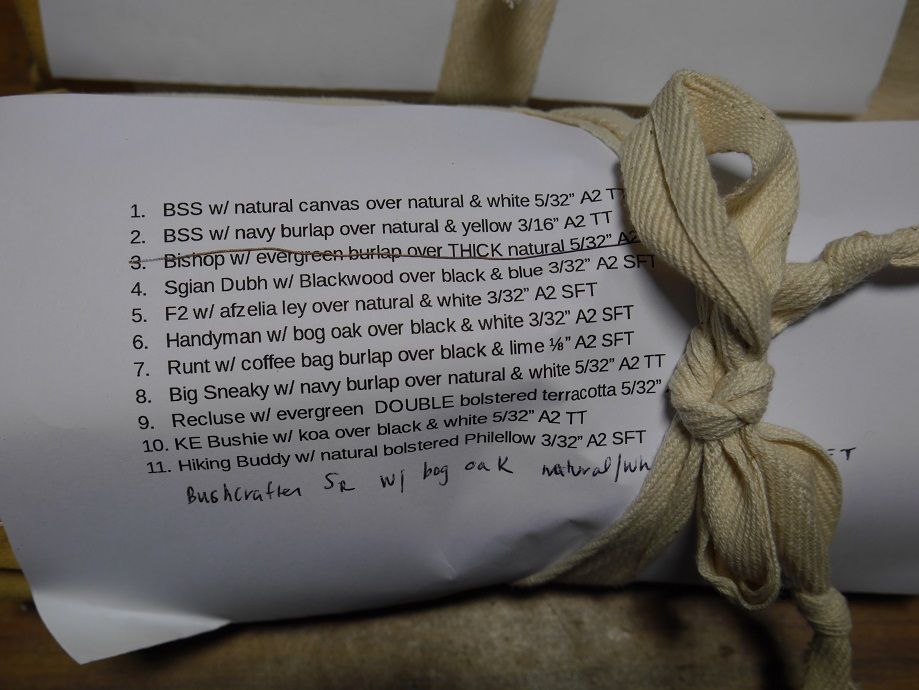 1. BSS w/ natural canvas over natural & white 5/32” A2 TT
2. BSS w/ navy burlap over natural & yellow 3/16” A2 TT
3. Bishop w/ evergreen burlap over THICK natural 5/32” A2
4. Sgian Dubh w/ Blackwood over black & blue 3/32” A2 SFT
5. F2 w/ afzelia ley over natural & white 3/32” A2 SFT
6. Handyman w/ bog oak over black & white 3/32” A2 SFT
7. Runt w/ coffee bag burlap over black & lime ⅛” A2 SFT
8. Big Sneaky w/ navy burlap over natural & white 5/32” A2 TT
9. Recluse w/ evergreen DOUBLE bolstered terracotta 5/32”
10. KE Bushie w/ koa over black & white 5/32” A2 TT
11. Hiking Buddy w/ natural bolstered Philellow 3/32” A2 SFT
Bushcrafter Sr w/ bog oak natural/wh